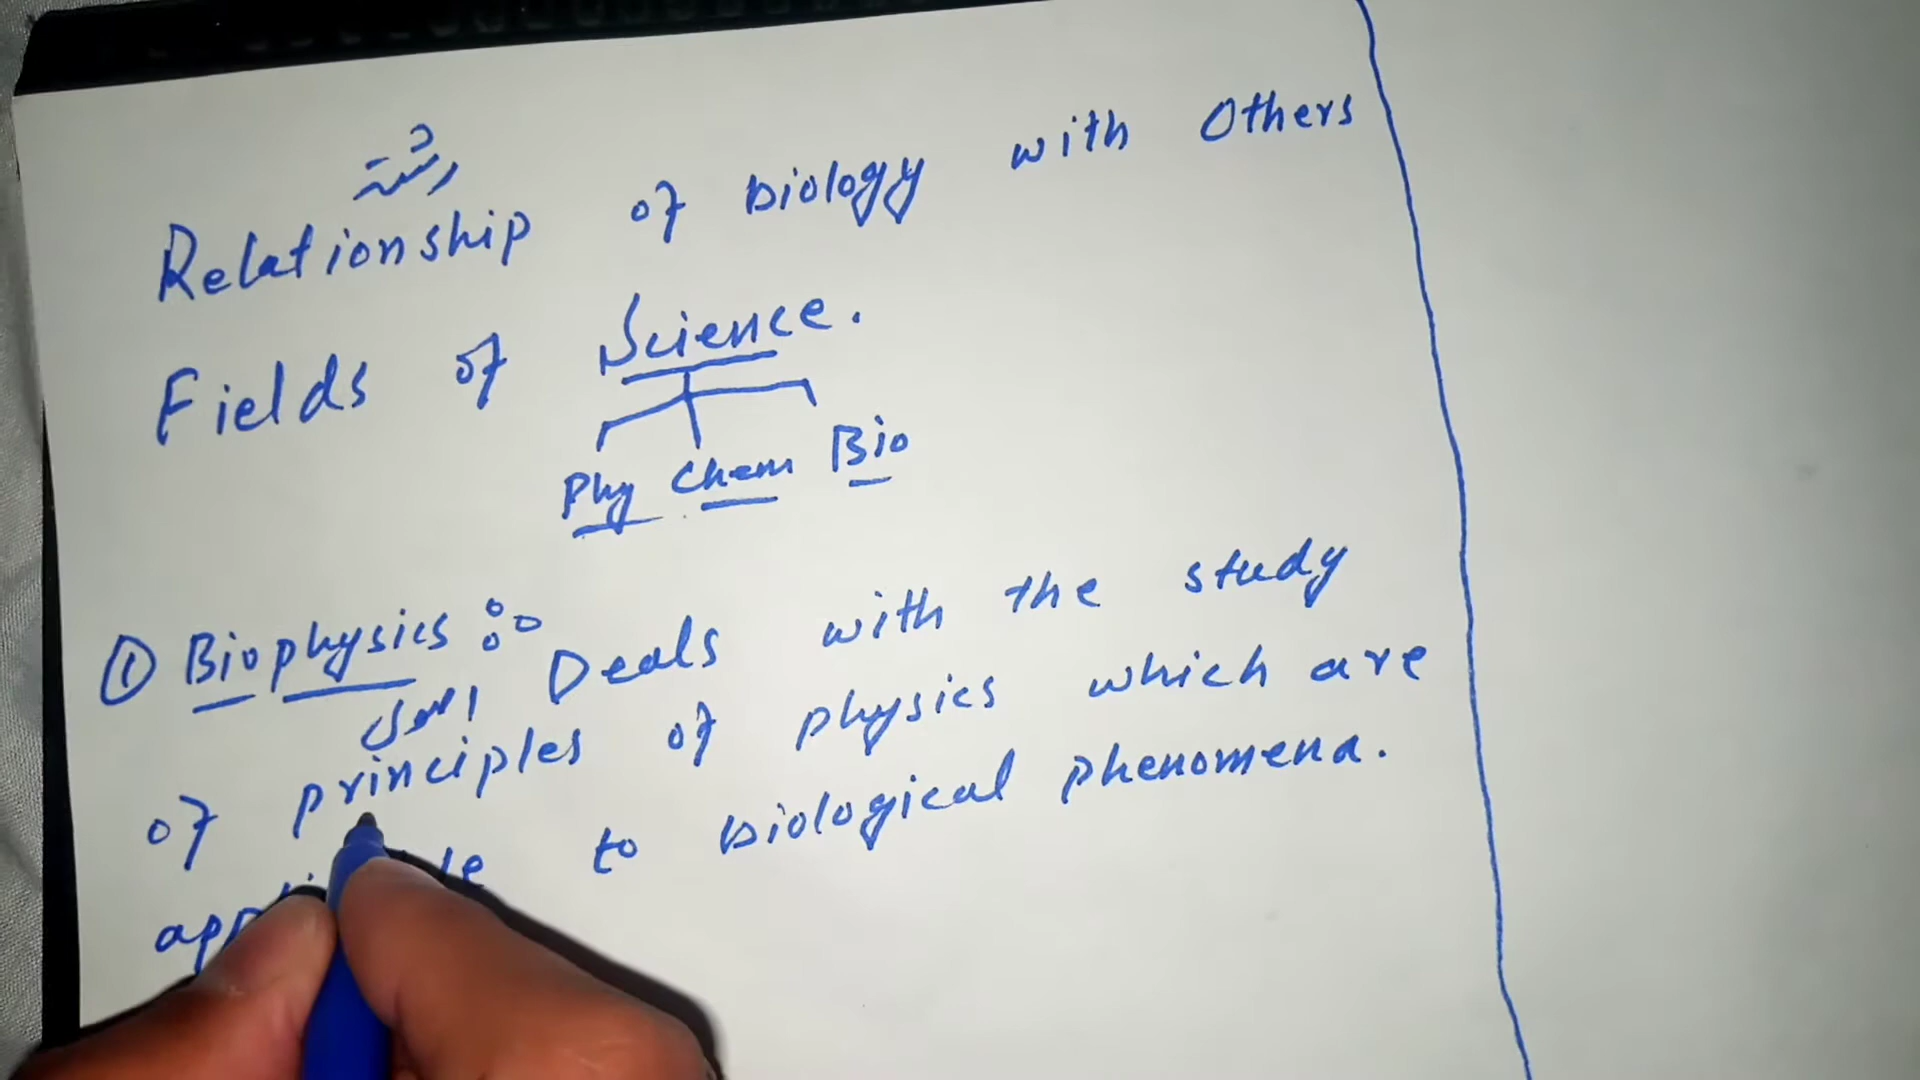 رشتہ
Relationship of biology with Others
Fields of Science.
Phy Chem Bio
① Biophysics :
Deals with the study
اصول
of principles of physics which are
to biological phenomena.